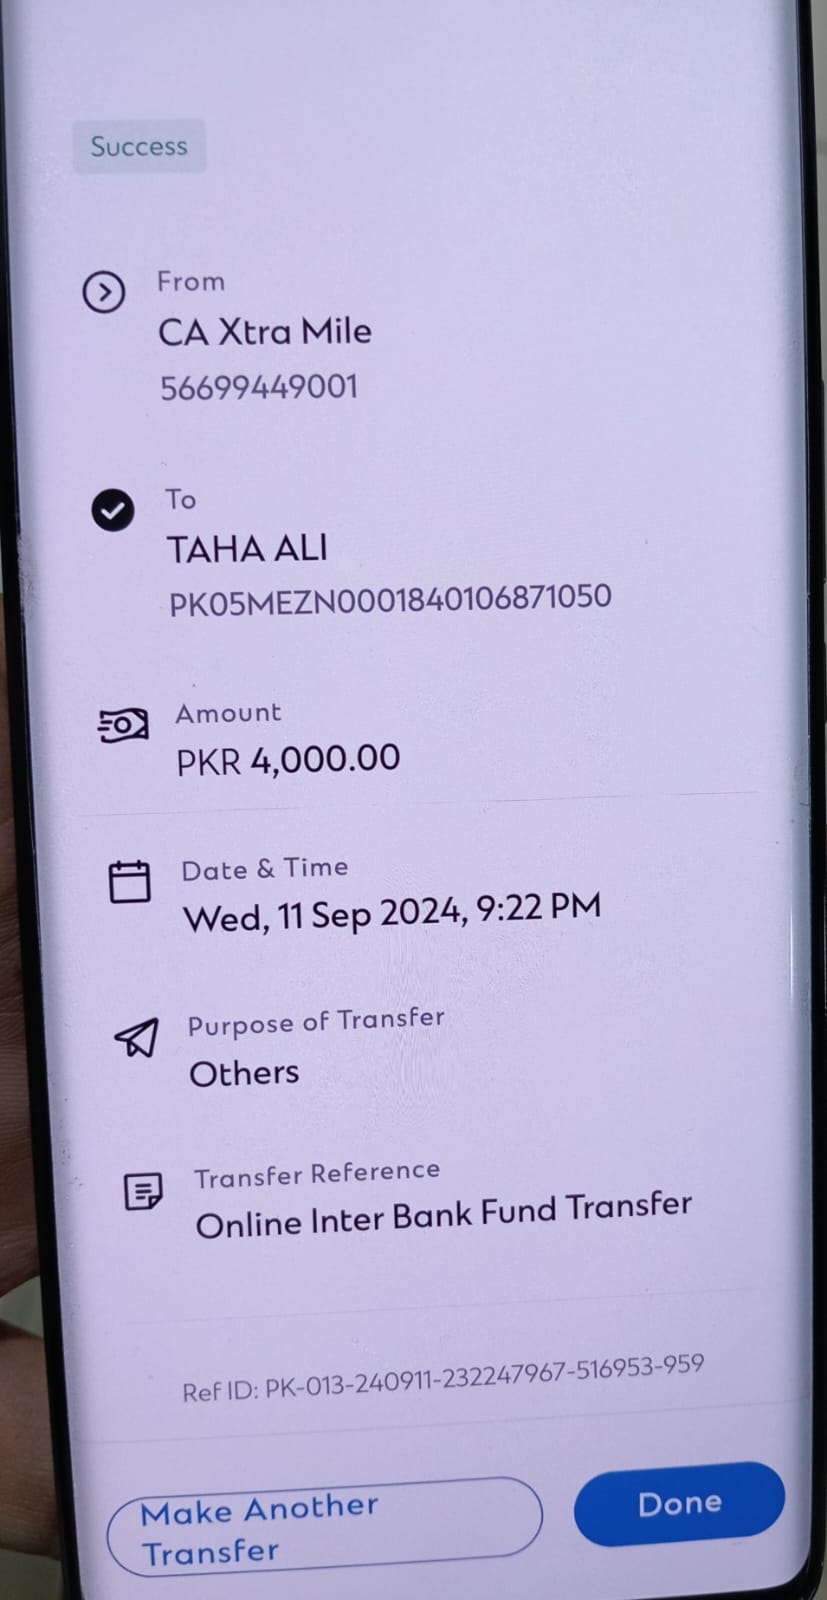 Success
From
CA Xtra Mile
56699449001
To
TAHA ALI
PK05MEZN0001840106871050
Amount
PKR 4,000.00
Date & Time
Wed, 11 Sep 2024, 9:22 PM
Purpose of Transfer
Others
Transfer Reference
Online Inter Bank Fund Transfer
Ref ID: PK-013-240911-232247967-516953-959
Make Another
Transfer
Done